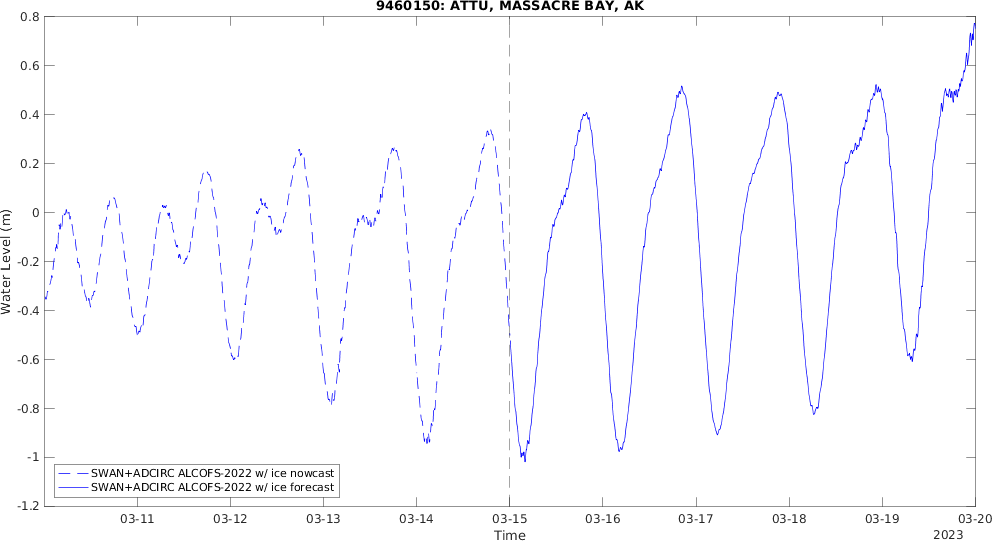 9460150: ATTU, MASSACRE BAY, AK
0.8
0.6
0.4
0.2
0
-0.2
-0.4
-0.6
-0.8
-1
-1.2
Water Level (m)
SWAN+ADCIRC ALCOFS-2022 w/ ice nowcast
SWAN+ADCIRC ALCOFS-2022 w/ ice forecast
03-11 03-12 03-13 03-14 03-15 03-16 03-17 03-18 03-19 03-20
Time
2023